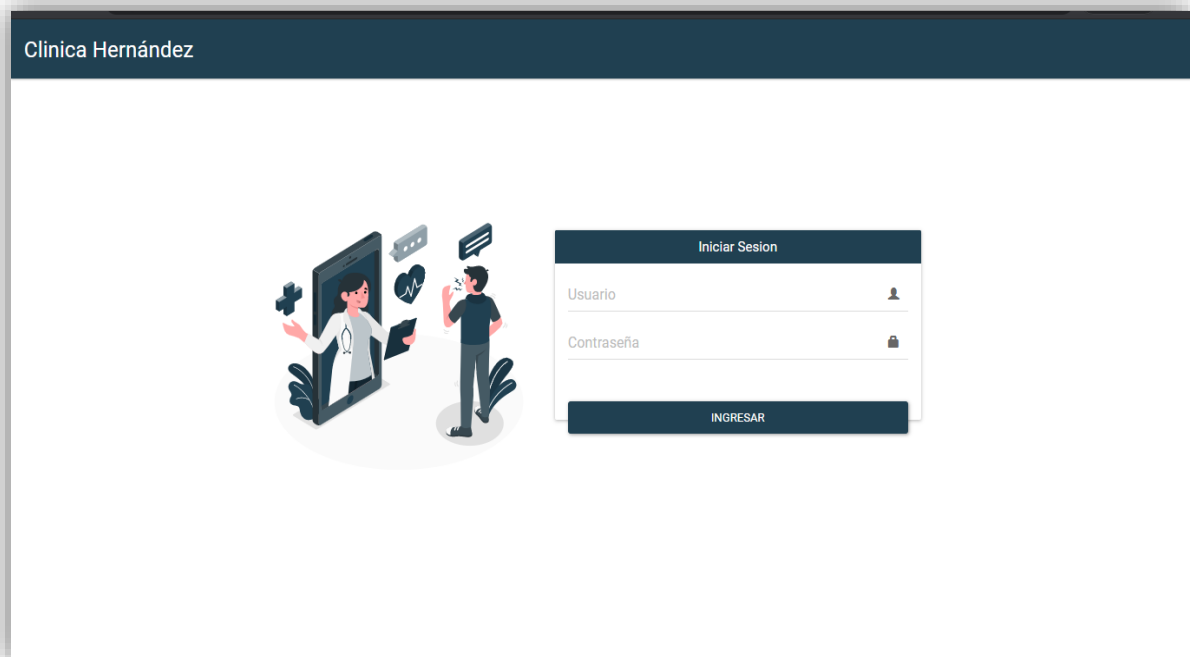 Clinica Hernández
Iniciar Sesion
Usuario
Contraseña
INGRESAR